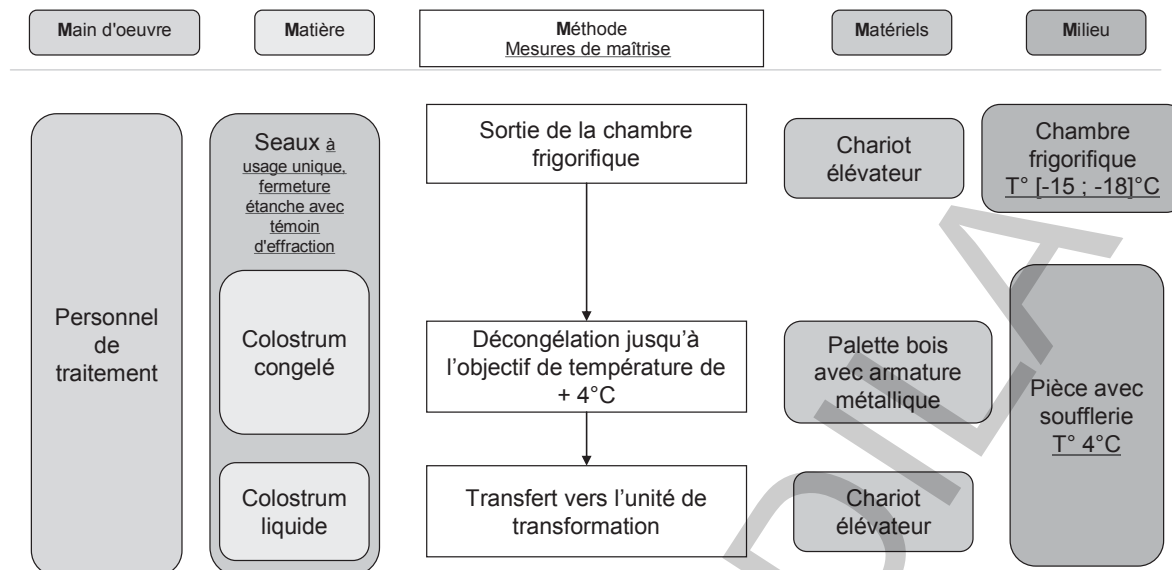 Main d'oeuvre
Matière
Méthode
Mesures de maîtrise
Matériels
Milieu
Personnel
de
traitement
Seaux à
usage unique,
fermeture
étanche avec
témoin
d'effraction
Colostrum
congelé
Colostrum
liquide
Sortie de la chambre
frigorifique
Décongélation jusqu'à
l'objectif de température de
+ 4°C
Transfert vers l'unité de
transformation
Chariot
élévateur
Palette bois
avec armature
métallique
Chariot
élévateur
Chambre
frigorifique
T° [-15 ; -18]°C
Pièce avec
soufflerie
T° 4°C
DILA